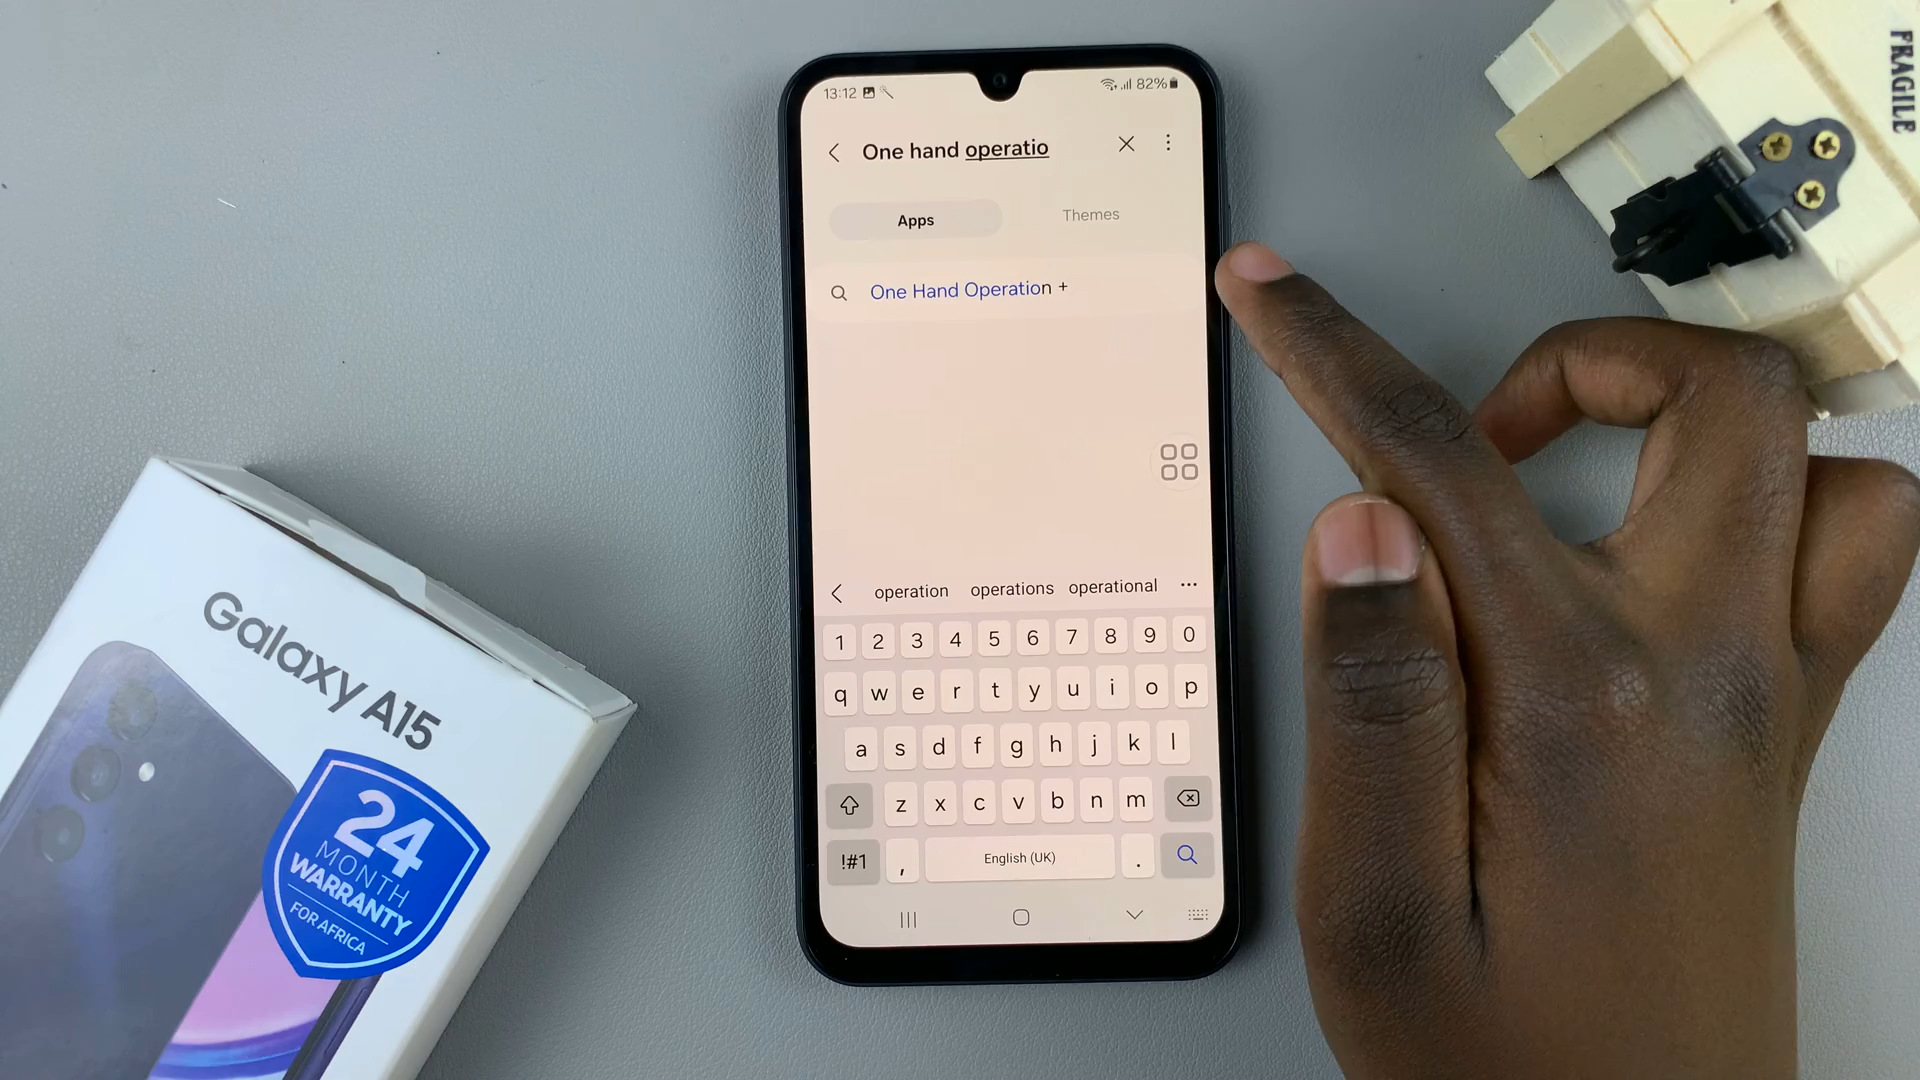 13:12
82%
One hand operatio
Apps
Themes
One Hand Operation +
operation operations operational
1 2 3 4 5 6 7 8 9 0
q w e r t y u i o p
a s d f g h j k l
z x c v b n m
!#1 , English (UK) .
Galaxy A15
24
MONTH
WARRANTY
FOR AFRICA
FRAGILE